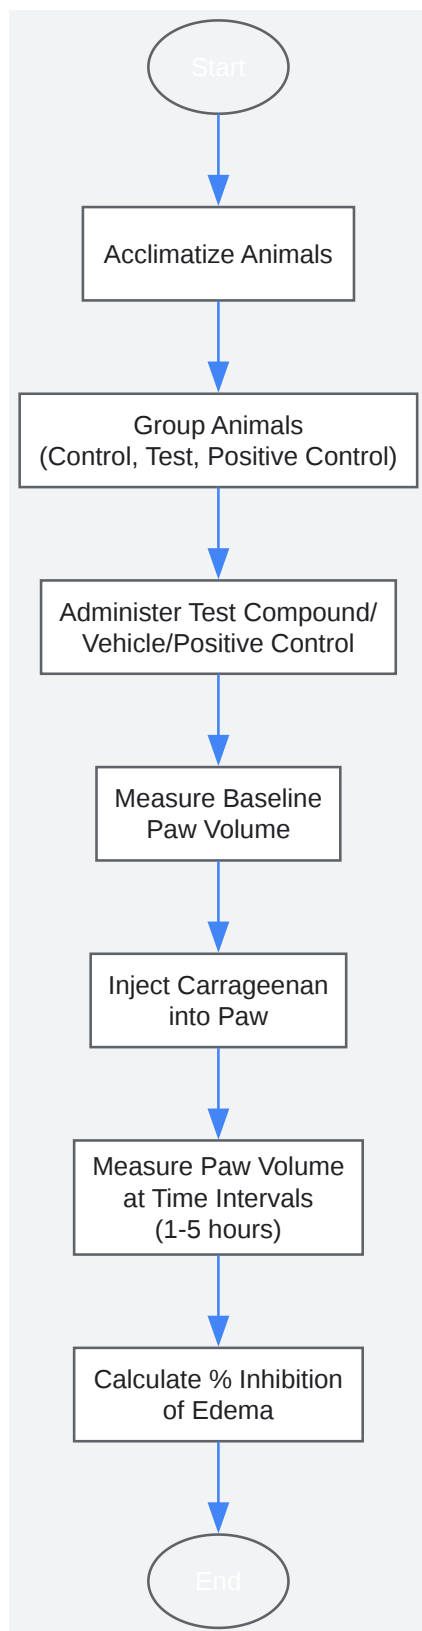 Start
Acclimatize Animals
Group Animals
(Control, Test, Positive Control)
Administer Test Compound/
Vehicle/Positive Control
Measure Baseline
Paw Volume
Inject Carrageenan
into Paw
Measure Paw Volume
at Time Intervals
(1-5 hours)
Calculate % Inhibition
of Edema
End